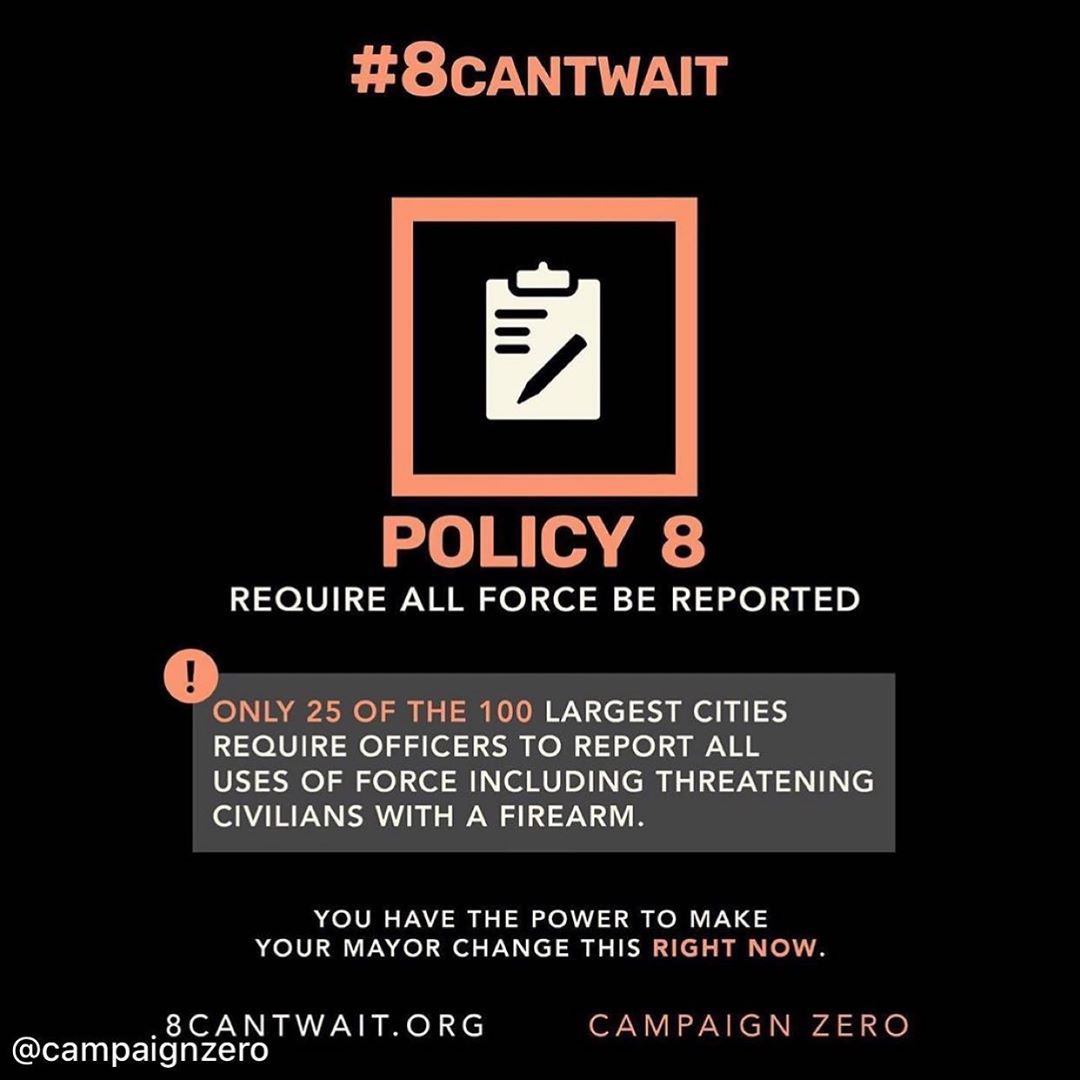 #8CANTWAIT
POLICY 8
REQUIRE ALL FORCE BE REPORTED
!
ONLY 25 OF THE 100 LARGEST CITIES
REQUIRE OFFICERS TO REPORT ALL
USES OF FORCE INCLUDING THREATENING
CIVILIANS WITH A FIREARM.
YOU HAVE THE POWER TO MAKE
YOUR MAYOR CHANGE THIS RIGHT NOW.
8CANTWAIT.ORG CAMPAIGN ZERO
@campaignzero